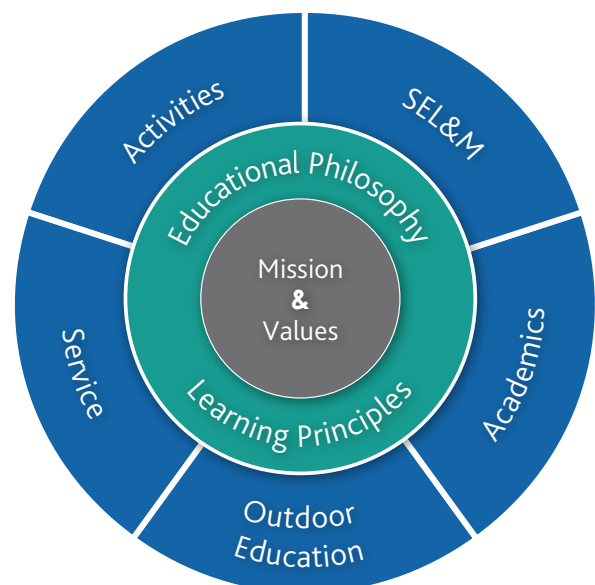 Activities
SEL&M
Educational Philosophy
Mission
&
Values
Service
Academics
Learning Principles
Outdoor
Education